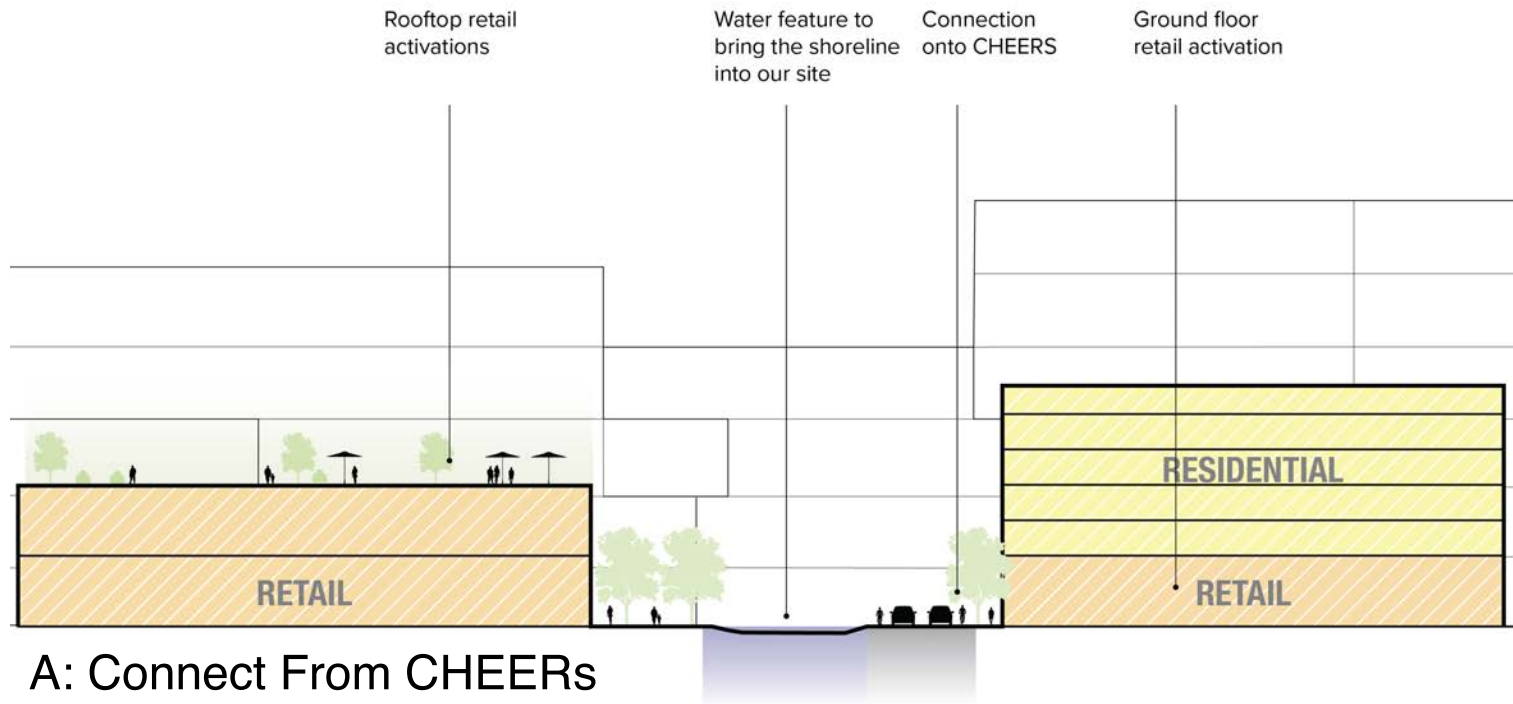 Rooftop retail
activations
Water feature to
bring the shoreline
into our site
Connection
onto CHEERS
Ground floor
retail activation
RESIDENTIAL
RETAIL
RETAIL
A: Connect From CHEERs